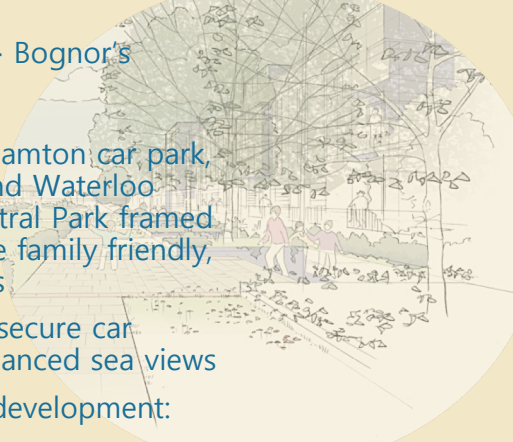 Bognor's
amton car park,
nd Waterloo
tral Park framed
e family friendly,
s
secure car
anced sea views
development: